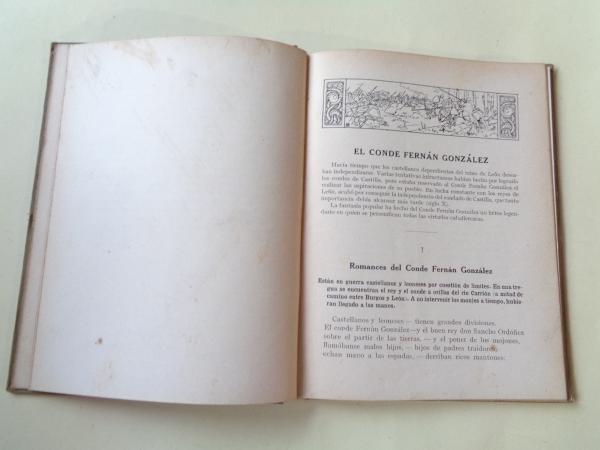 EL CONDE FERNÁN GONZÁLEZ
Hacía tiempo que los castellanos dependientes del reino de León desea-
ban independizarse. Varias tentativas infructuosas habían hecho por lograrlo
los condes de Castilla, pero estaba reservado al Conde Fernán González el
realizar las aspiraciones de su pueblo. En lucha constante con los reyes de
León, acabó por conseguir la independencia del condado de Castilla, que tanta
importancia debía alcanzar más tarde (siglo X).
La fantasía popular ha hecho del Conde Fernán González un héroe legen-
dario en quien se personifican todas las virtudes caballerescas.
I
Romances del Conde Fernán González
Están en guerra castellanos y leoneses por cuestión de límites. En una tre-
gua se encuentran el rey y el conde a orillas del río Carrión (a mitad de
camino entre Burgos y León). A no intervenir los monjes a tiempo, hubie-
ran llegado a las manos.
Castellanos y leoneses — tienen grandes divisiones.
El conde Fernán González — y el buen rey don Sancho Ordóñez
sobre el partir de las tierras, — y el poner de los mojones.
Llamábanse malos hijos, — hijos de padres traidores;
echan mano a las espadas, — derriban ricos mantones: